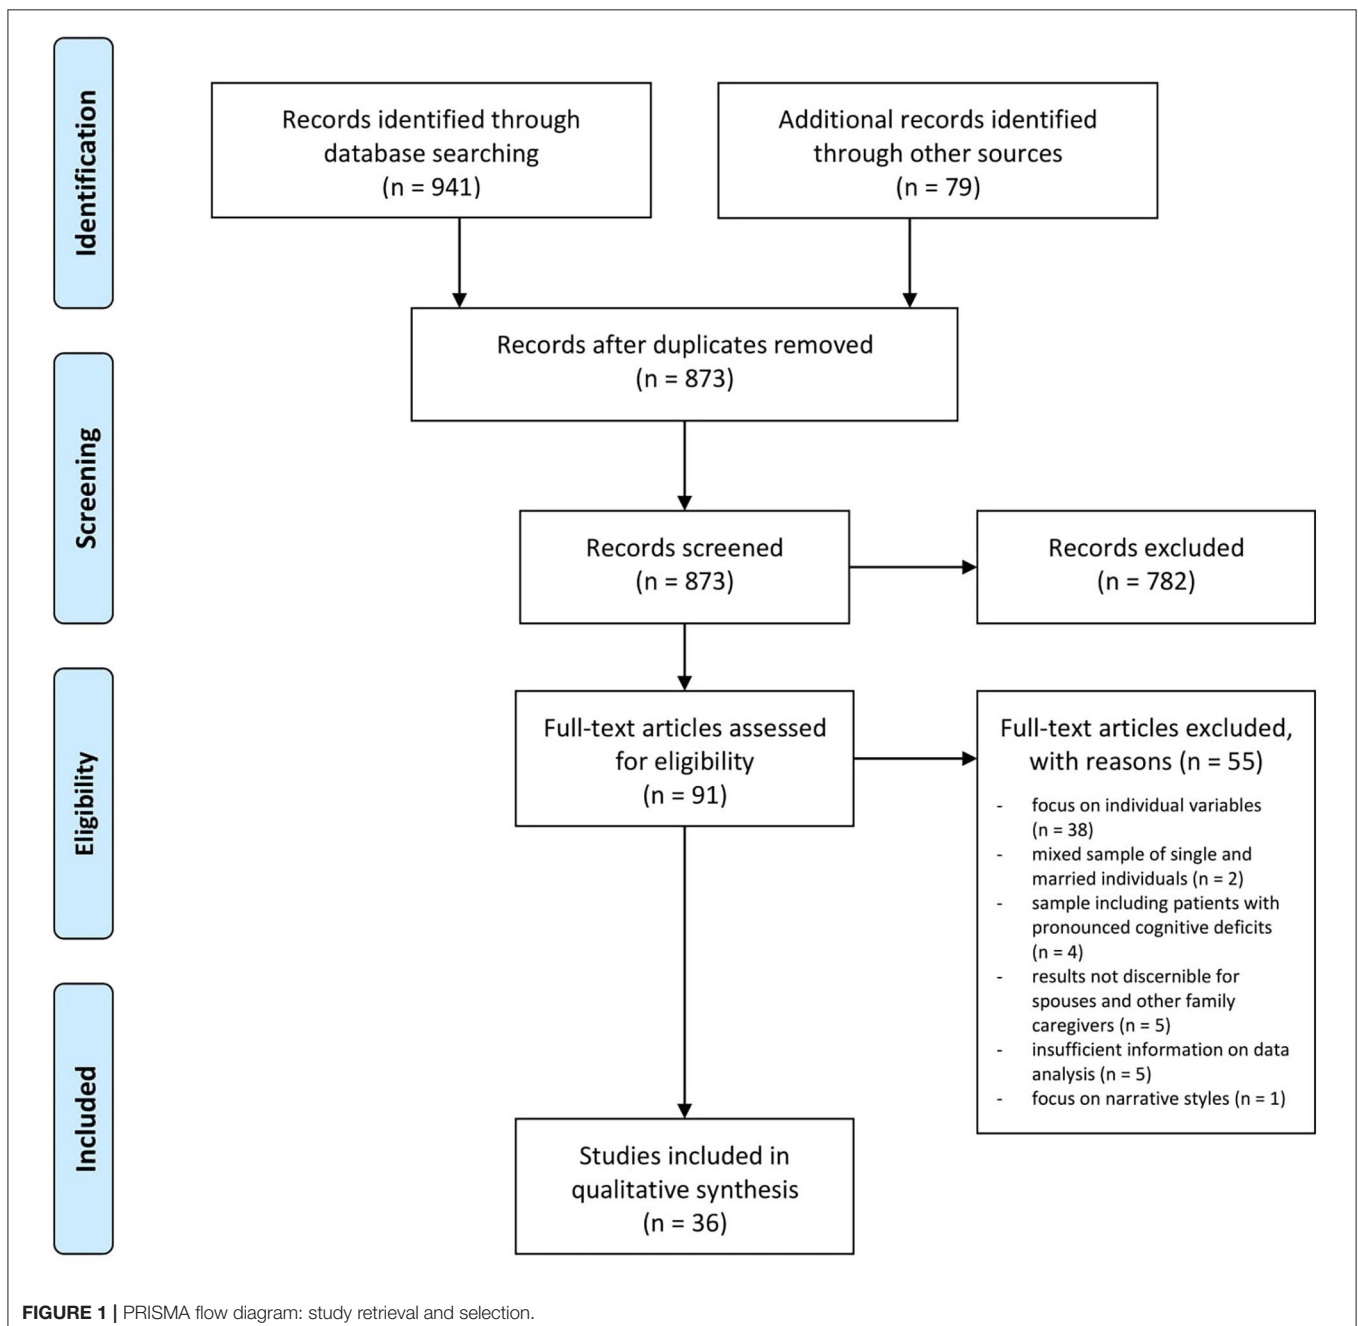 Identification
Records identified through
database searching
(n = 941)
Additional records identified
through other sources
(n = 79)
Records after duplicates removed
(n = 873)
Screening
Records screened
(n = 873)
Records excluded
(n = 782)
Eligibility
Full-text articles assessed
for eligibility
(n = 91)
Full-text articles excluded,
with reasons (n = 55)
- focus on individual variables
(n = 38)
- mixed sample of single and
married individuals (n = 2)
- sample including patients with
pronounced cognitive deficits
(n = 4)
- results not discernible for
spouses and other family
caregivers (n = 5)
- insufficient information on data
analysis (n = 5)
- focus on narrative styles (n = 1)
Included
Studies included in
qualitative synthesis
(n = 36)
FIGURE 1 | PRISMA flow diagram: study retrieval and selection.